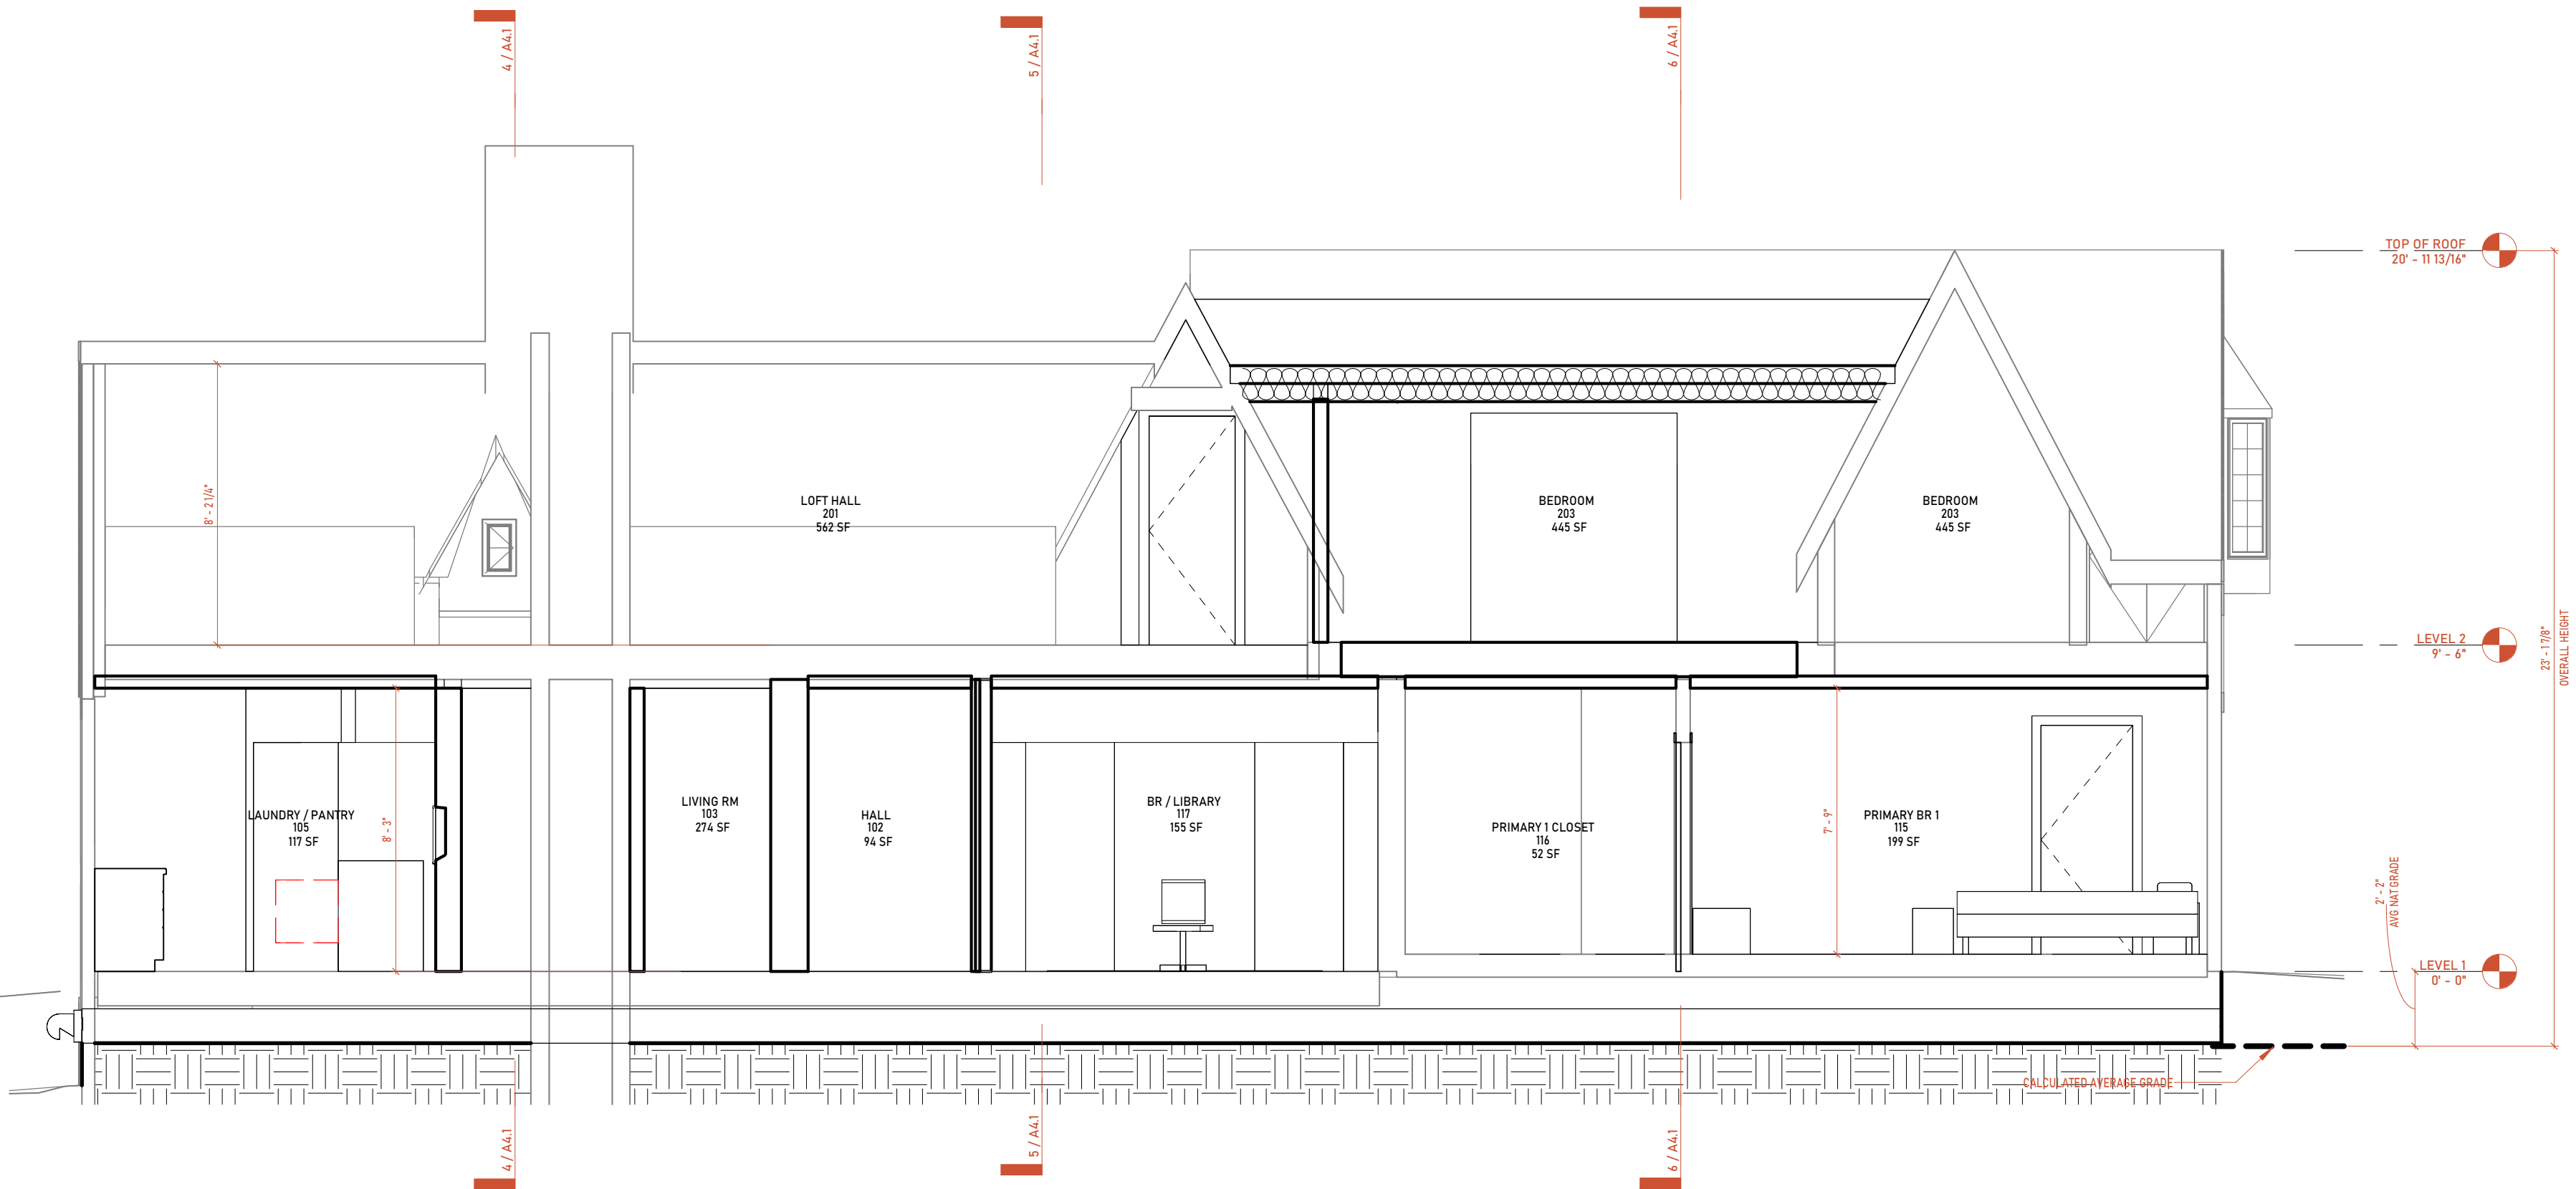 4 / A4.1
5 / A4.1
6 / A4.1
TOP OF ROOF
20' - 11 13/16"
8' - 2 1/4"
LOFT HALL
201
562 SF
BEDROOM
203
445 SF
BEDROOM
203
445 SF
LEVEL 2
9' - 6"
23' - 1 7/8"
OVERALL HEIGHT
LAUNDRY / PANTRY
105
117 SF
8' - 3"
LIVING RM
103
274 SF
HALL
102
94 SF
BR / LIBRARY
117
155 SF
PRIMARY 1 CLOSET
116
52 SF
7' - 9"
PRIMARY BR 1
115
199 SF
2' - 2"
AVG NAT GRADE
LEVEL 1
0' - 0"
CALCULATED AVERAGE GRADE
4 / A4.1
5 / A4.1
6 / A4.1